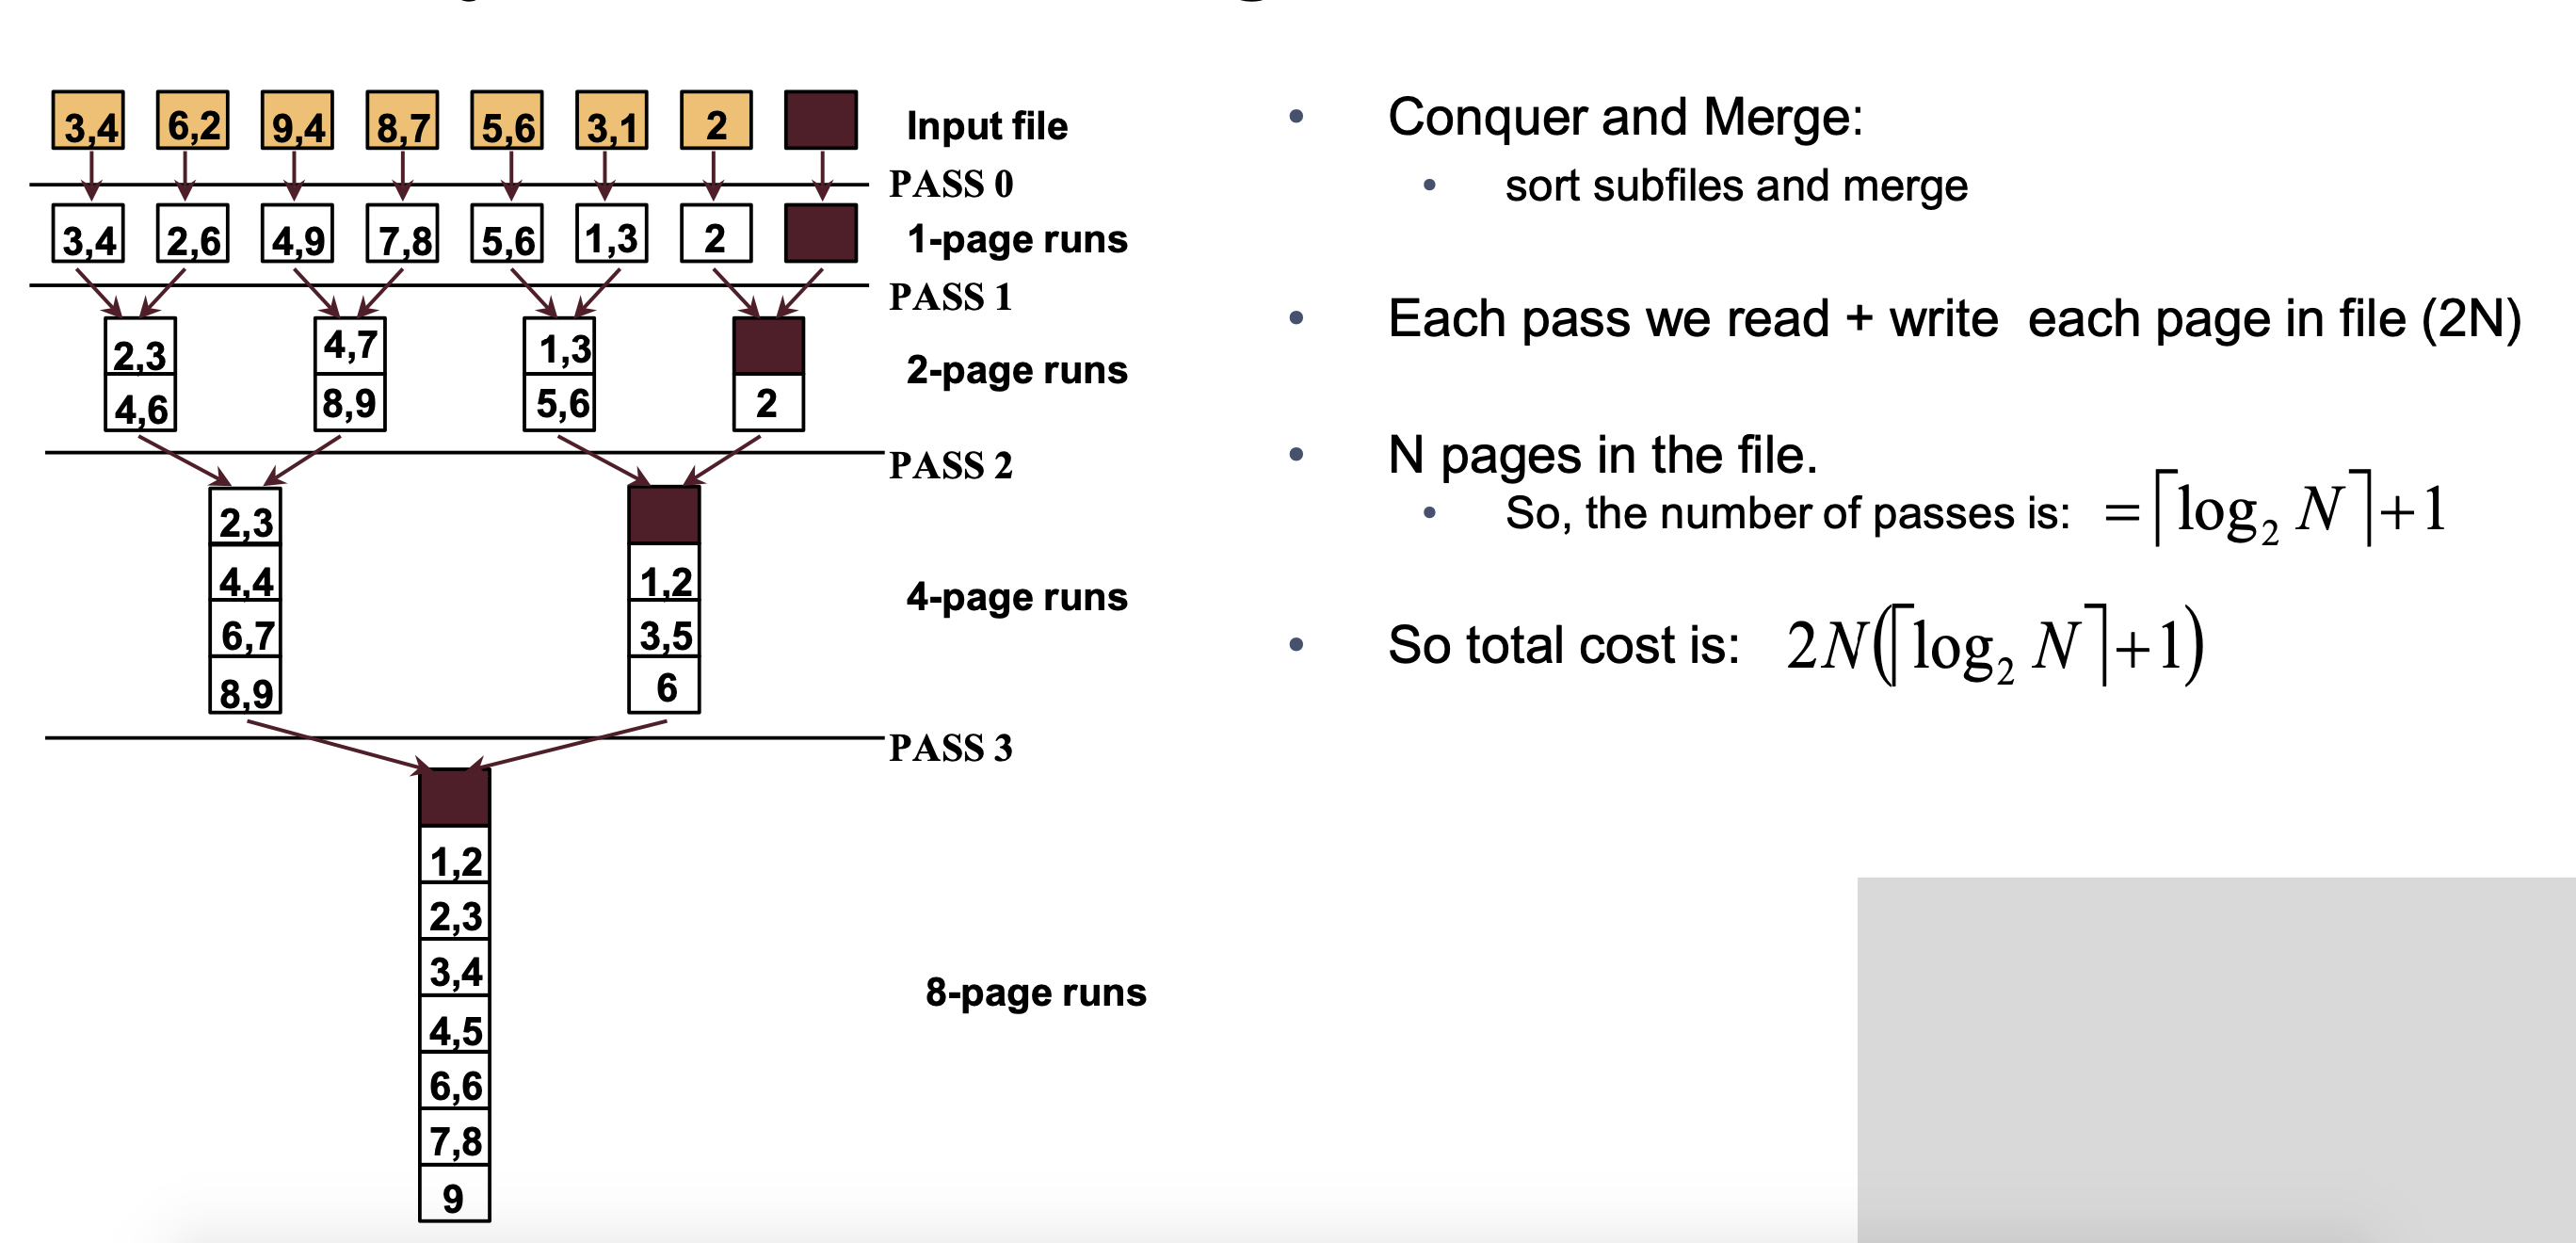 3,4 6,2 9,4 8,7 5,6 3,1 2 Input file
PASS 0
3,4 2,6 4,9 7,8 5,6 1,3 2 1-page runs
PASS 1
2,3 4,7 1,3
2-page runs
4,6 8,9 5,6 2
PASS 2
2,3
4,4 1,2
4-page runs
6,7 3,5
8,9 6
PASS 3
1,2
2,3
3,4
8-page runs
4,5
6,6
7,8
9
• Conquer and Merge:
• sort subfiles and merge
• Each pass we read + write each page in file (2N)
• N pages in the file.
• So, the number of passes is: = ⌈log₂ N⌉ + 1
• So total cost is: 2N(⌈log₂ N⌉ + 1)